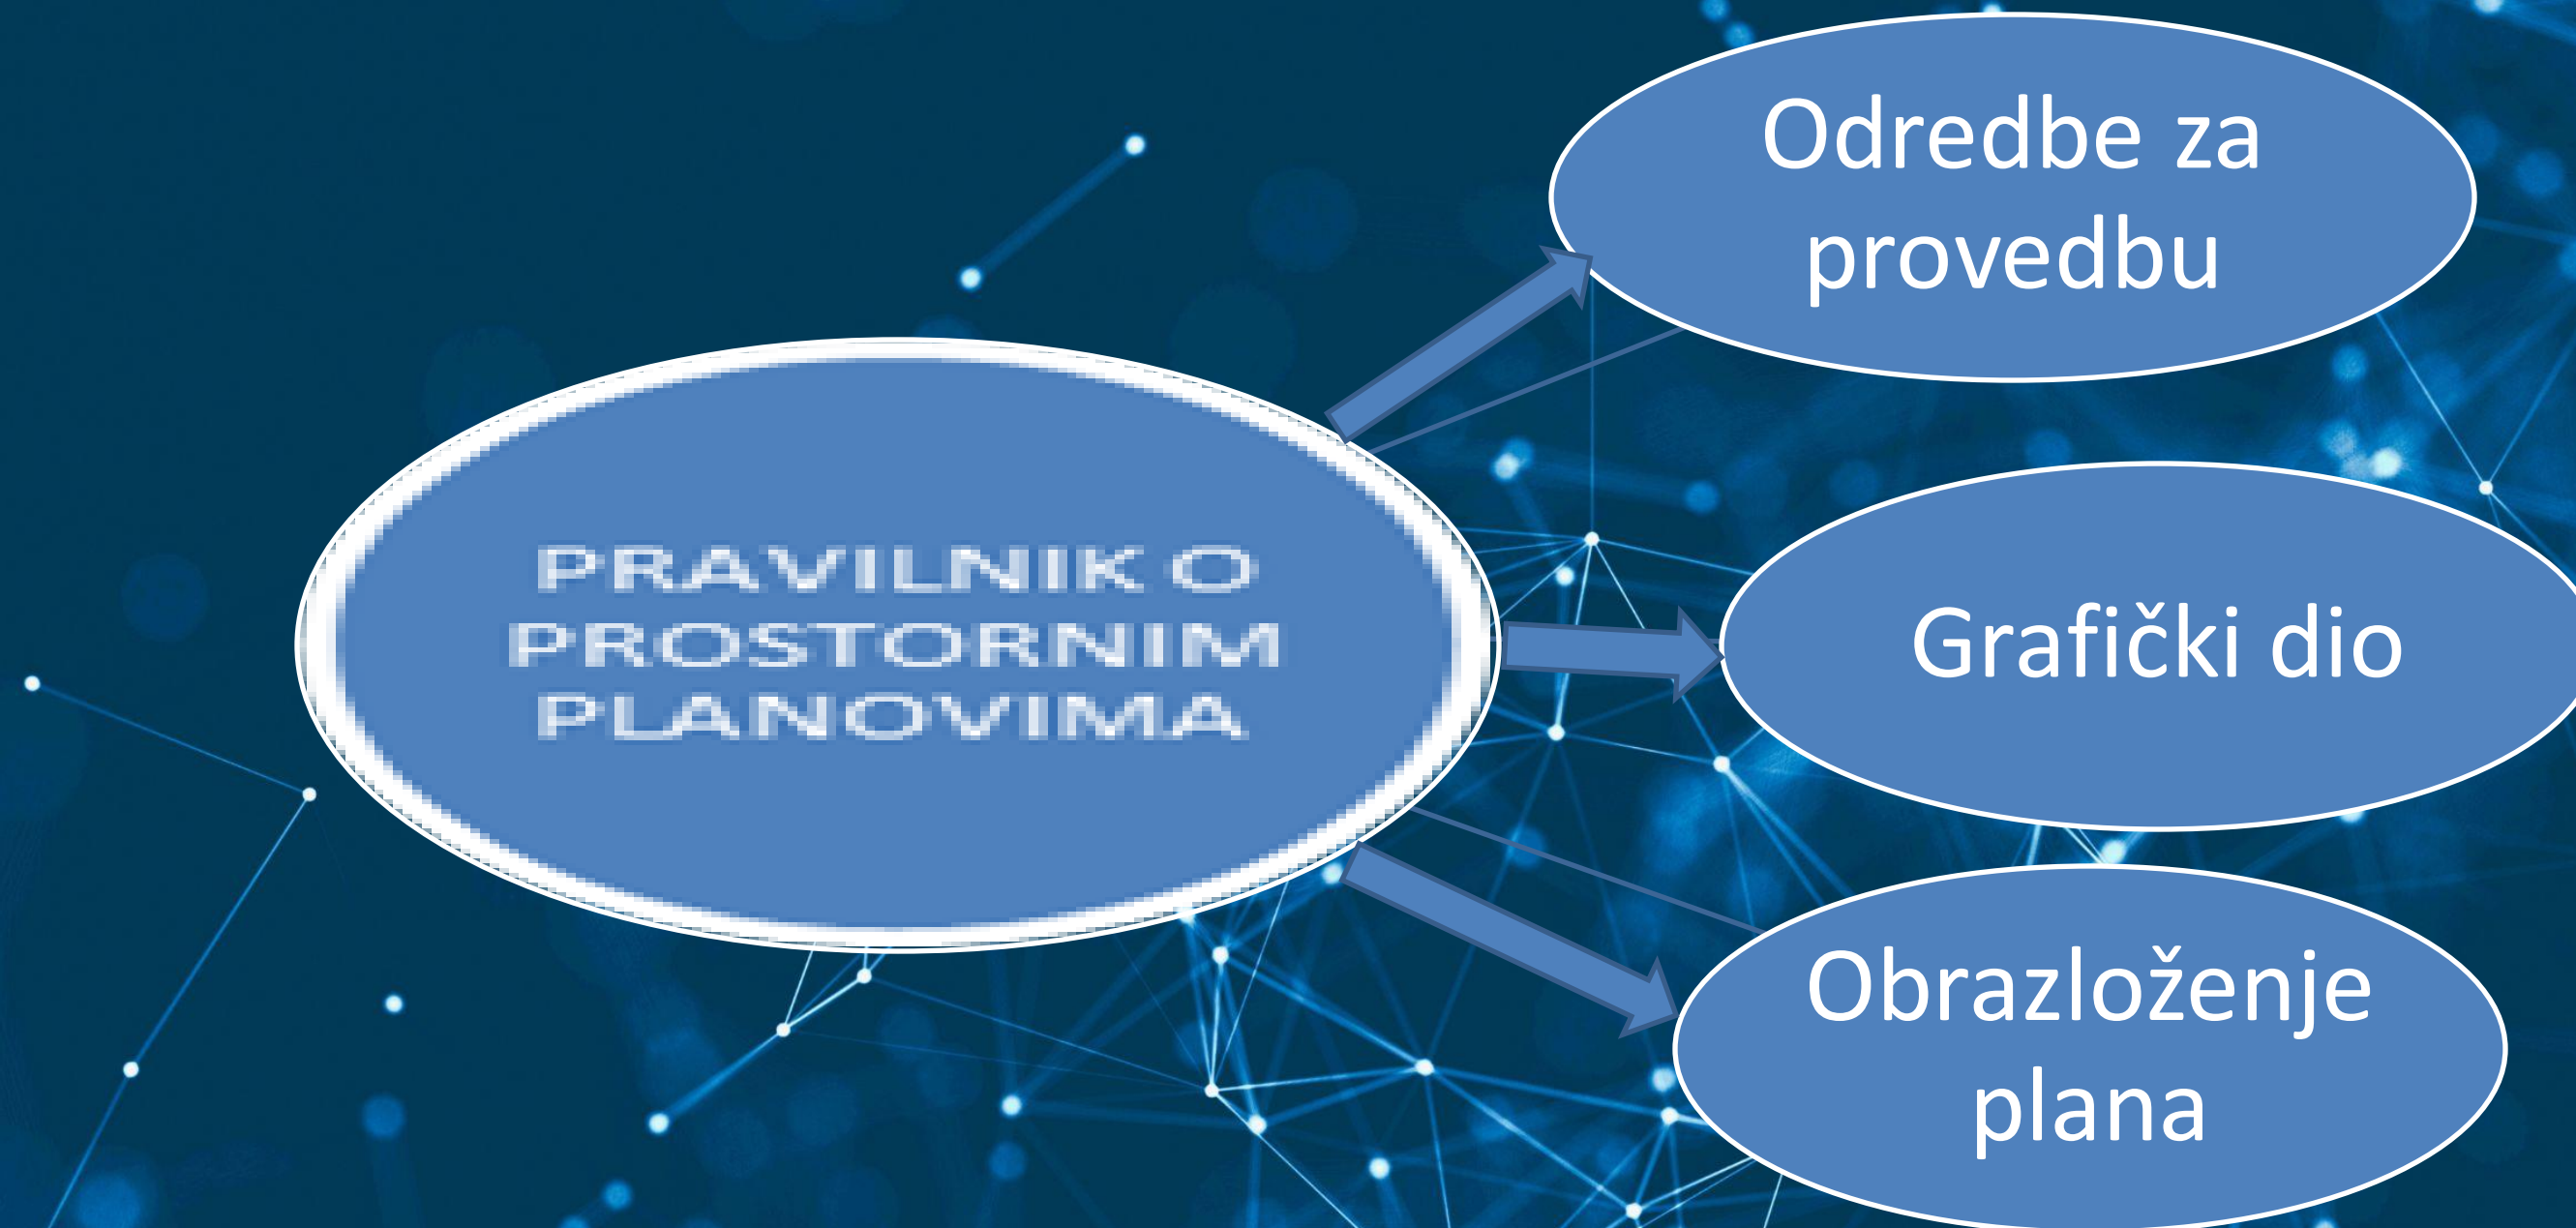 PRAVILNIK O
PROSTORNIM
PLANOVIMA
Odredbe za
provedbu
Grafički dio
Obrazloženje
plana